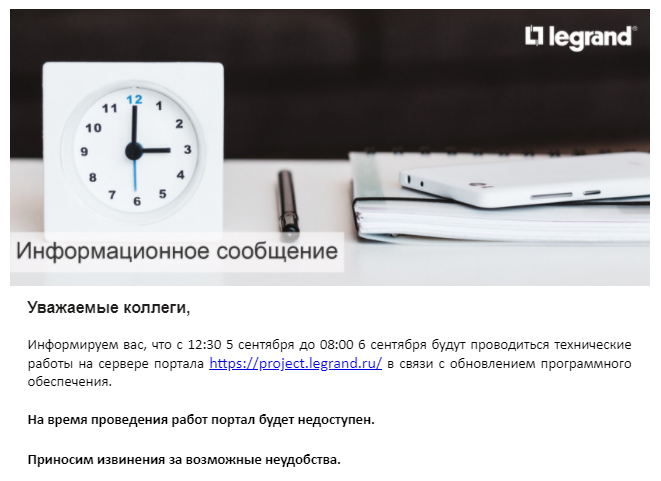 legrand®
12
1
2
3
4
5
6
7
8
9
10
11
Информационное сообщение
Уважаемые коллеги,
Информируем вас, что с 12:30 5 сентября до 08:00 6 сентября будут проводиться технические
работы на сервере портала https://project.legrand.ru/ в связи с обновлением программного
обеспечения.
На время проведения работ портал будет недоступен.
Приносим извинения за возможные неудобства.